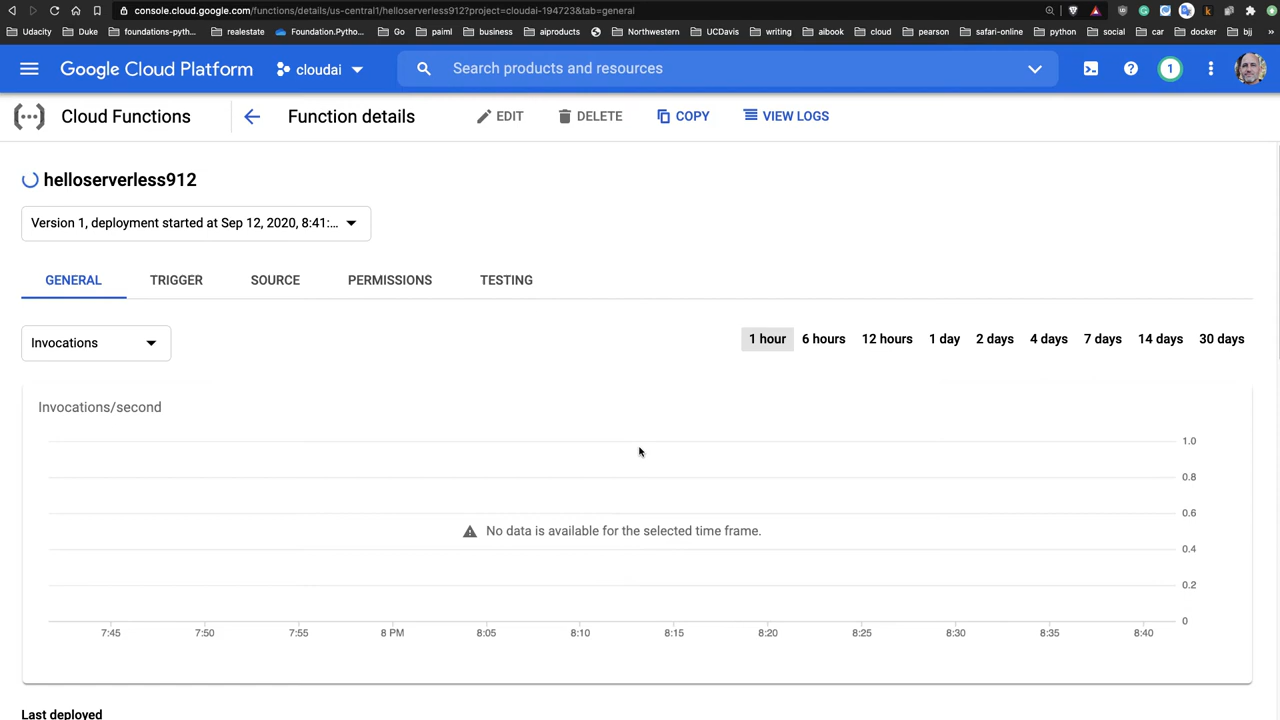 console.cloud.google.com/functions/details/us-central1/helloserverless912?project=cloudai-194723&tab=general
Udacity Duke foundations-pyth... realestate Foundation.Pytho... Go paiml business aiproducts Northwestern UCDavis writing aibook cloud pearson safari-online python social car docker bjj »
Google Cloud Platform cloudai Search products and resources 1
Cloud Functions Function details EDIT DELETE COPY VIEW LOGS
helloserverless912
Version 1, deployment started at Sep 12, 2020, 8:41:...
GENERAL TRIGGER SOURCE PERMISSIONS TESTING
Invocations 1 hour 6 hours 12 hours 1 day 2 days 4 days 7 days 14 days 30 days
Invocations/second
1.0
0.8
0.6
No data is available for the selected time frame.
0.4
0.2
0
7:45 7:50 7:55 8 PM 8:05 8:10 8:15 8:20 8:25 8:30 8:35 8:40
Last deployed